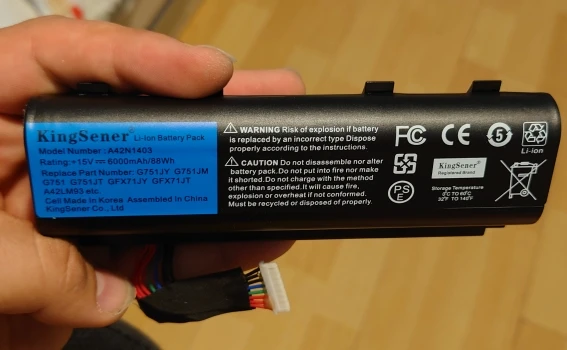 KingSener Li-Ion Battery Pack
Model Number : A42N1403
Rating:+15V⎓ 6000mAh/88Wh
Replace Part Number: G751JY G751JM
G751 G751JT GFX71JY GFX71JT
A42LM93 etc.
Cell Made In Korea Assembled In China
KingSener Co., Ltd
WARNING Risf of explosion if battery
is replaced by an incorrect type Dispose
properly according to the instructions.
CAUTION Do not disassemble nor alter
battery pack. Do not put into fire nor make
it shorted. Do not charge with the method
other than specified.It will cause fire,
explosion or overheat if not conformed.
Must be recycled or disposed of properly.
FC CE 5
Li-ion
PS
E
KingSener®
Registrered Brand
Storage Temperature
0°C TO 60°C
32°F TO 140°F